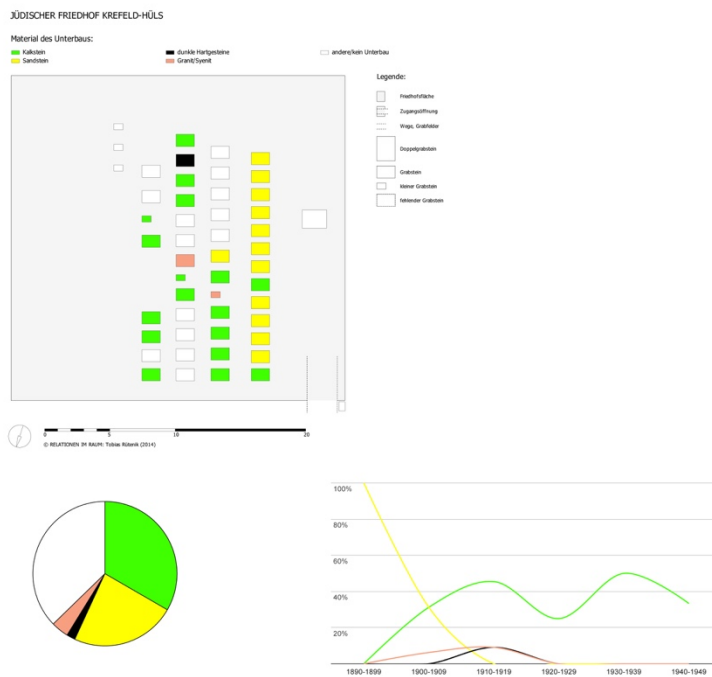 JÜDISCHER FRIEDHOF KREFELD-HÜLS
Material des Unterbaus:
Kalkstein
dunkle Hartgesteine
andere/kein Unterbau
Sandstein
Granit/Syenit
Legende:
Friedhofsfläche
Zugangsöffnung
Wege, Grabfelder
Doppelgrabstein
Grabstein
kleiner Grabstein
fehlender Grabstein
0 5 10 20
© RELATIONEN IM RAUM: Tobias Rütenik (2014)
100%
80%
60%
40%
20%
1890-1899 1900-1909 1910-1919 1920-1929 1930-1939 1940-1949